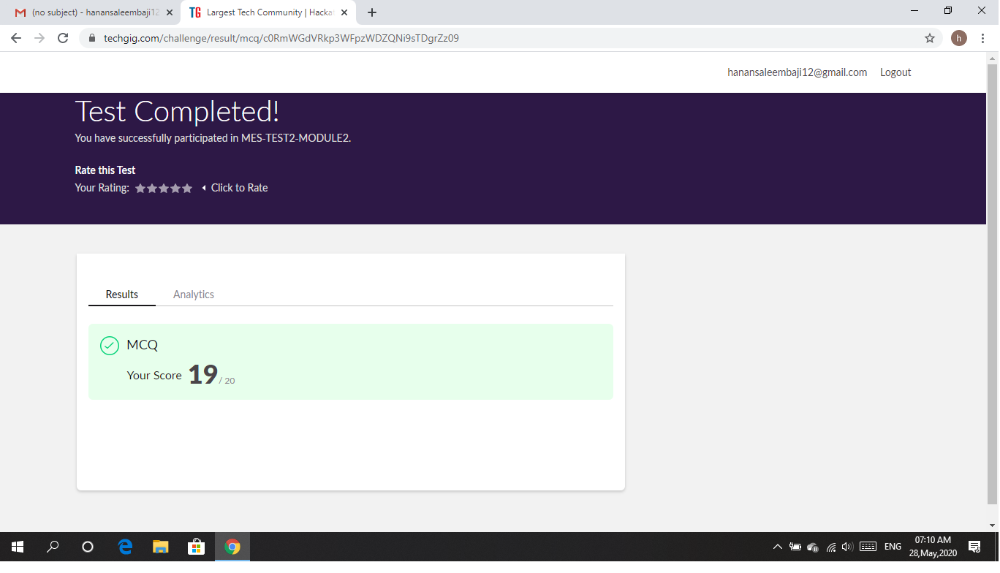 (no subject) - hanansaleembaji12
TG Largest Tech Community | Hacka
techgig.com/challenge/result/mcq/c0RmWGdVRkp3WFpzWDZQNi9sTDgrZz09
h
hanansaleembaji12@gmail.com Logout
Test Completed!
You have successfully participated in MES-TEST2-MODULE2.
Rate this Test
Your Rating: Click to Rate
Results Analytics
MCQ
Your Score 19 / 20
ENG
07:10 AM
28,May,2020